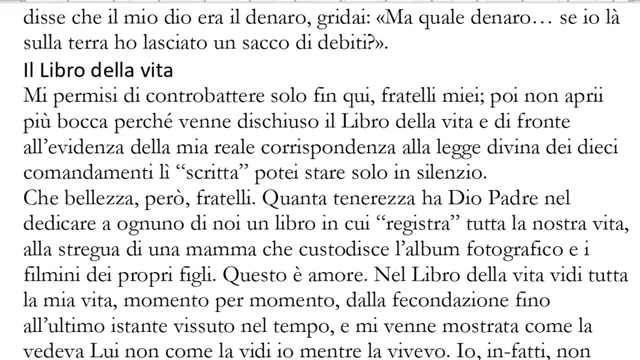 disse che il mio dio era il denaro, gridai: «Ma quale denaro… se io là
sulla terra ho lasciato un sacco di debiti?».
Il Libro della vita
Mi permisi di controbattere solo fin qui, fratelli miei; poi non aprii
più bocca perché venne dischiuso il Libro della vita e di fronte
all’evidenza della mia reale corrispondenza alla legge divina dei dieci
comandamenti lì “scritta” potei stare solo in silenzio.
Che bellezza, però, fratelli. Quanta tenerezza ha Dio Padre nel
dedicare a ognuno di noi un libro in cui “registra” tutta la nostra vita,
alla stregua di una mamma che custodisce l’album fotografico e i
filmini dei propri figli. Questo è amore. Nel Libro della vita vidi tutta
la mia vita, momento per momento, dalla fecondazione fino
all’ultimo istante vissuto nel tempo, e mi venne mostrata come la
vedeva Lui non come la vidi io mentre la vivevo. Io, in-fatti, non